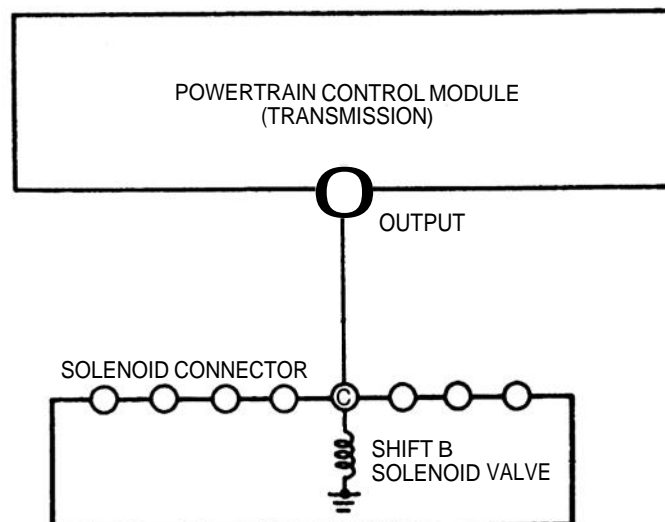 POWERTRAIN CONTROL MODULE
(TRANSMISSION)
O
OUTPUT
SOLENOID CONNECTOR
C
SHIFT B
SOLENOID VALVE